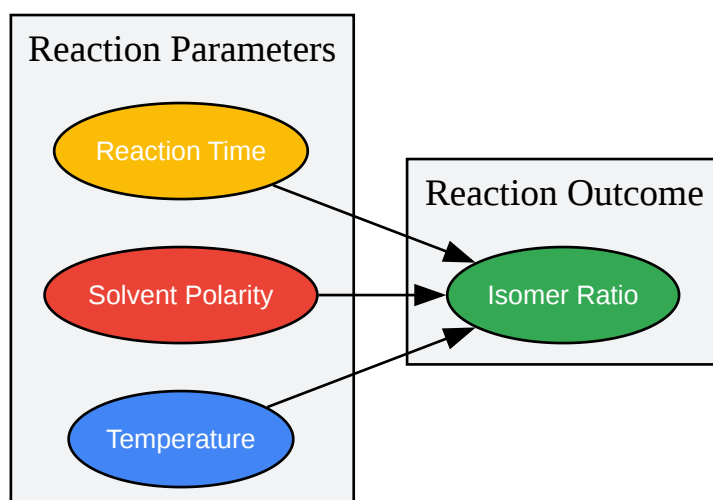 Reaction Parameters
Reaction Time
Solvent Polarity
Temperature
Reaction Outcome
Isomer Ratio